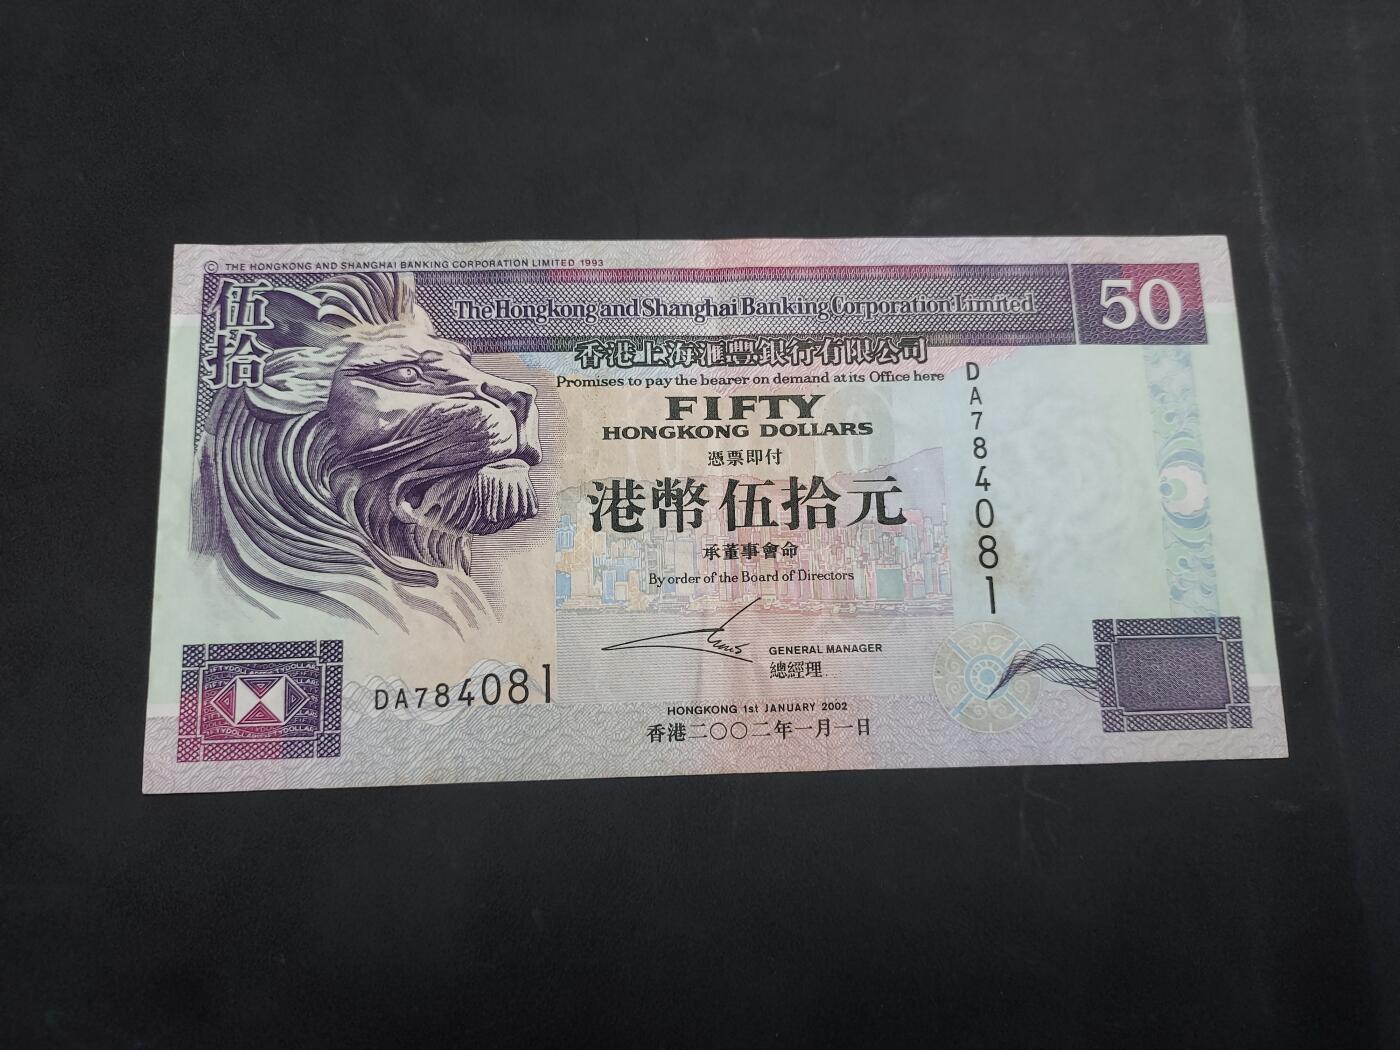 © THE HONGKONG AND SHANGHAI BANKING CORPORATION LIMITED 1993
伍拾
The Hongkong and Shanghai Banking Corporation Limited
50
香港上海滙豐銀行有限公司
Promises to pay the bearer on demand at its Office here
FIFTY
HONGKONG DOLLARS
憑票即付
港幣伍拾元
承董事會命
By order of the Board of Directors
GENERAL MANAGER
總經理
DA784081
DA784081
HONGKONG 1st JANUARY 2002
香港二〇〇二年一月一日